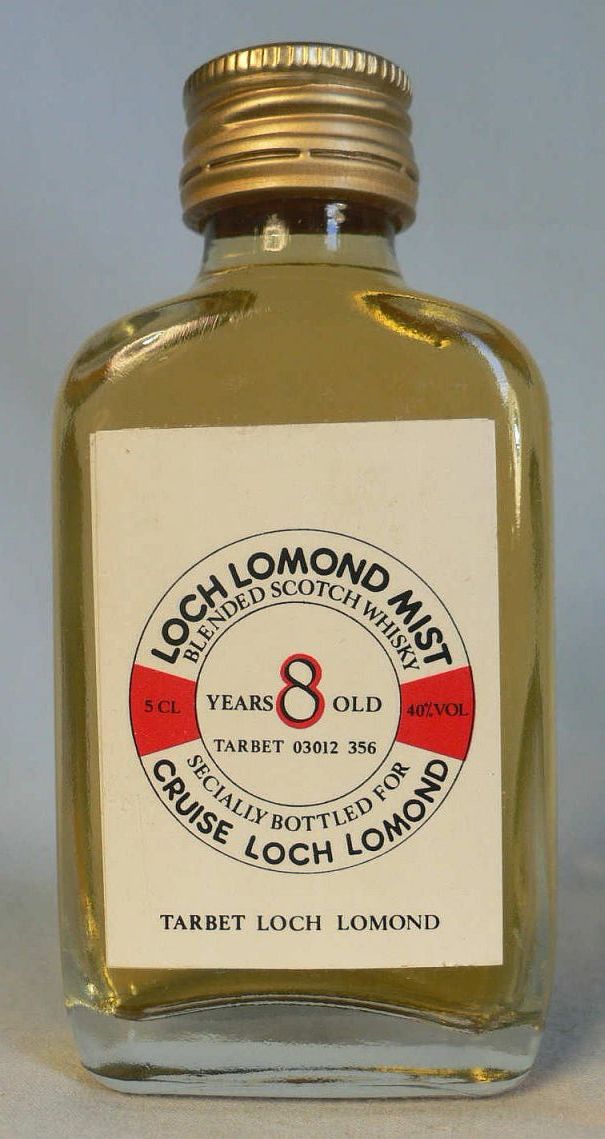 LOCH LOMOND MIST
BLENDED SCOTCH WHISKY
5 CL
YEARS 8 OLD
40% VOL
TARBET 03012 356
SECIALLY BOTTLED FOR
CRUISE LOCH LOMOND
TARBET LOCH LOMOND